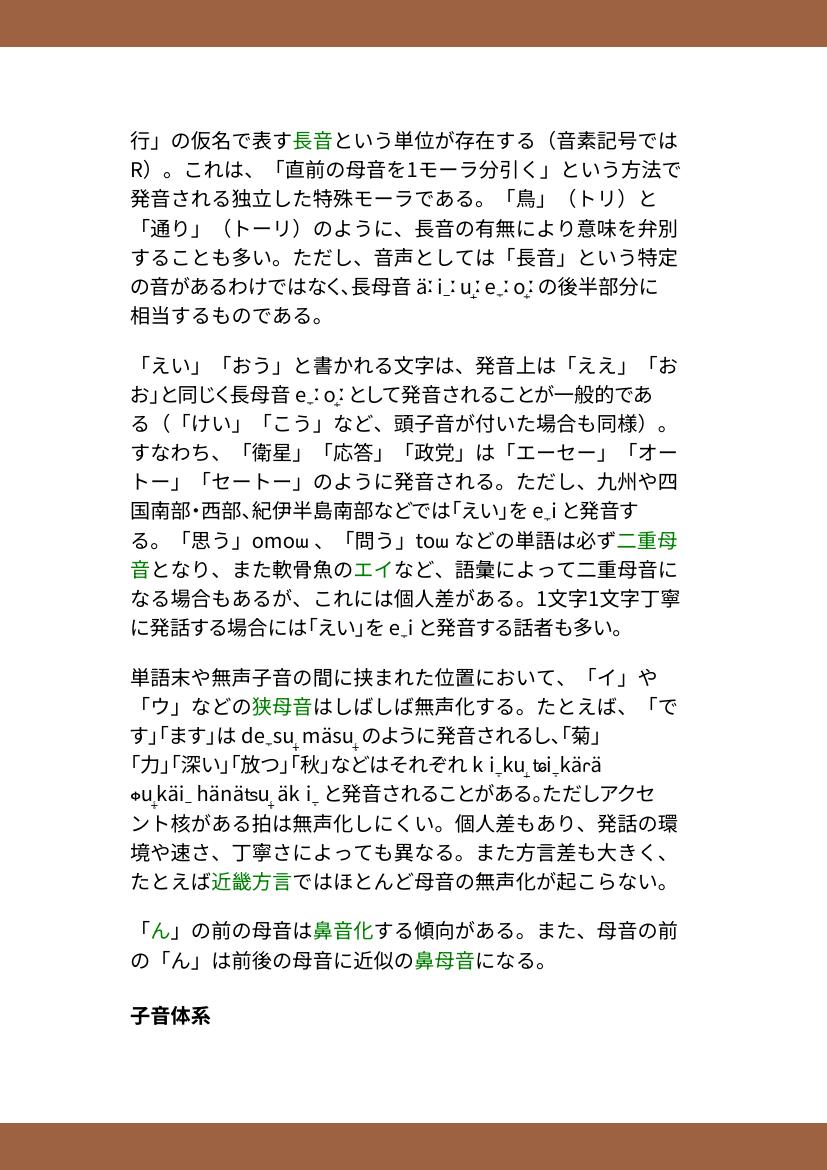 行」の仮名で表す長音という単位が存在する（音素記号では
R）。これは、「直前の母音を1モーラ分引く」という方法で
発音される独立した特殊モーラである。「鳥」（トリ）と
「通り」（トーリ）のように、長音の有無により意味を弁別
することも多い。ただし、音声としては「長音」という特定
の音があるわけではなく、長母音 äː i̠ː u̟ː e̞ː o̟ː の後半部分に
相当するものである。
「えい」「おう」と書かれる文字は、発音上は「ええ」「お
お」と同じく長母音 e̞ː o̟ː として発音されることが一般的であ
る（「けい」「こう」など、頭子音が付いた場合も同様）。
すなわち、「衛星」「応答」「政党」は「エーセー」「オー
トー」「セートー」のように発音される。ただし、九州や四
国南部・西部、紀伊半島南部などでは「えい」を e̞i と発音す
る。「思う」omoɯ 、「問う」toɯ などの単語は必ず二重母
音となり、また軟骨魚のエイなど、語彙によって二重母音に
なる場合もあるが、これには個人差がある。1文字1文字丁寧
に発話する場合には「えい」を e̞i と発音する話者も多い。
単語末や無声子音の間に挟まれた位置において、「イ」や
「ウ」などの狭母音はしばしば無声化する。たとえば、「で
す」「ます」は de̞su̟ mäsu̟ のように発音されるし、「菊」
「力」「深い」「放つ」「秋」などはそれぞれ k i̠ku̟ ʨi̠kärä
ɸu̟käi̠ hänäʦu̟ äk i̠ と発音されることがある。ただしアクセ
ント核がある拍は無声化しにくい。個人差もあり、発話の環
境や速さ、丁寧さによっても異なる。また方言差も大きく、
たとえば近畿方言ではほとんど母音の無声化が起こらない。
「ん」の前の母音は鼻音化する傾向がある。また、母音の前
の「ん」は前後の母音に近似の鼻母音になる。
子音体系